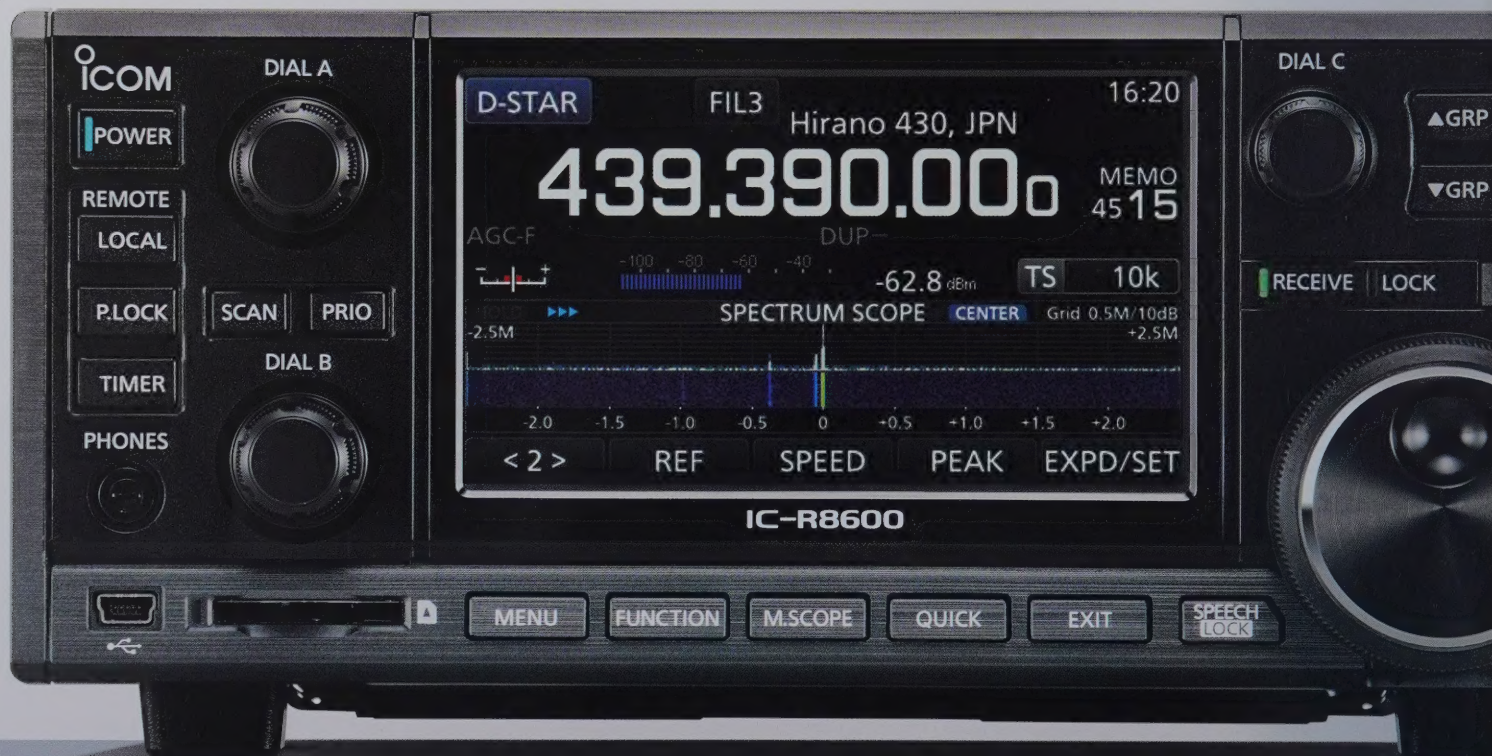 ICOM
DIAL A
POWER
REMOTE
LOCAL
P.LOCK
TIMER
SCAN
PRIO
DIAL B
PHONES
D-STAR
FIL3
16:20
Hirano 430, JPN
439.390.000
MEMO
45 15
AGC-F
DUP–
- +
-100 -80 -60 -40
-62.8 dBm
TS 10k
HOLD
SPECTRUM SCOPE CENTER Grid 0.5M/10dB
-2.5M +2.5M
-2.0 -1.5 -1.0 -0.5 0 +0.5 +1.0 +1.5 +2.0
< 2 > REF SPEED PEAK EXPD/SET
IC-R8600
MENU FUNCTION M.SCOPE QUICK EXIT SPEECH
LOCK
DIAL C
▲GRP
▼GRP
RECEIVE LOCK